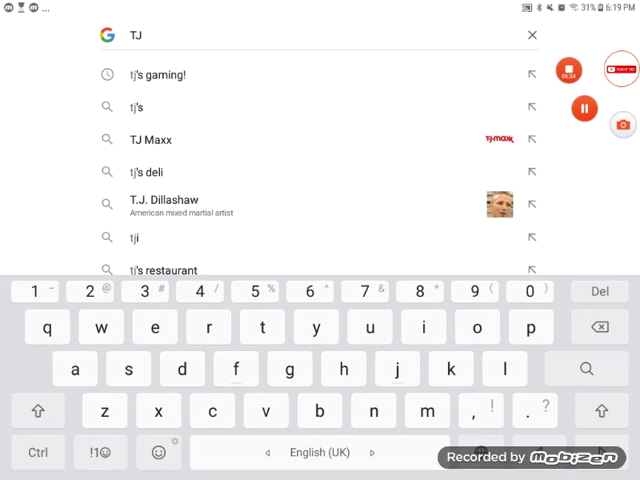 ... 31% 6:19 PM
TJ
tj's gaming!
06:34
tj's
TJ Maxx TJ-maxx
tj's deli
T.J. Dillashaw
American mixed martial artist
tji
tj's restaurant
1 - 2 @ 3 # 4 / 5 % 6 ^ 7 & 8 * 9 ( 0 ) Del
q w e r t y u i o p
a s d f g h j k l
z x c v b n m , ! . ?
Ctrl !1☺ English (UK)
Recorded by mobizen